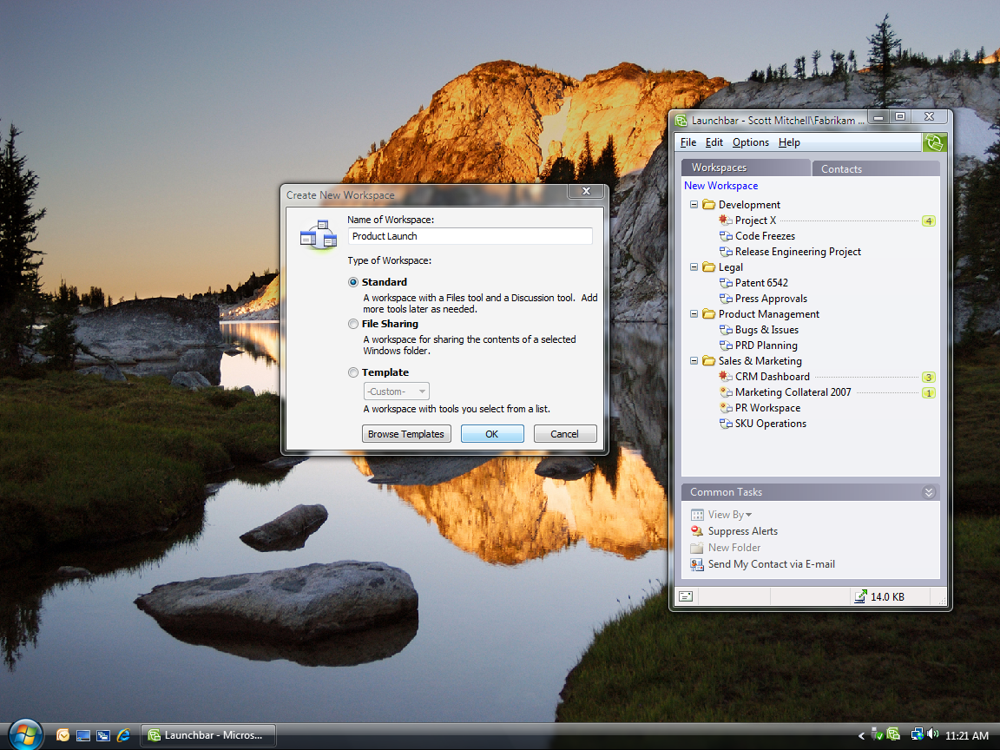 Launchbar - Scott Mitchell\Fabrikam ...
File Edit Options Help
Workspaces Contacts
New Workspace
Development
Project X 4
Code Freezes
Release Engineering Project
Legal
Patent 6542
Press Approvals
Product Management
Bugs & Issues
PRD Planning
Sales & Marketing
CRM Dashboard 3
Marketing Collateral 2007 1
PR Workspace
SKU Operations
Common Tasks
View By
Suppress Alerts
New Folder
Send My Contact via E-mail
14.0 KB
Create New Workspace
Name of Workspace:
Product Launch
Type of Workspace:
Standard
A workspace with a Files tool and a Discussion tool. Add
more tools later as needed.
File Sharing
A workspace for sharing the contents of a selected
Windows folder.
Template
-Custom-
A workspace with tools you select from a list.
Browse Templates OK Cancel
Launchbar - Micros...
11:21 AM